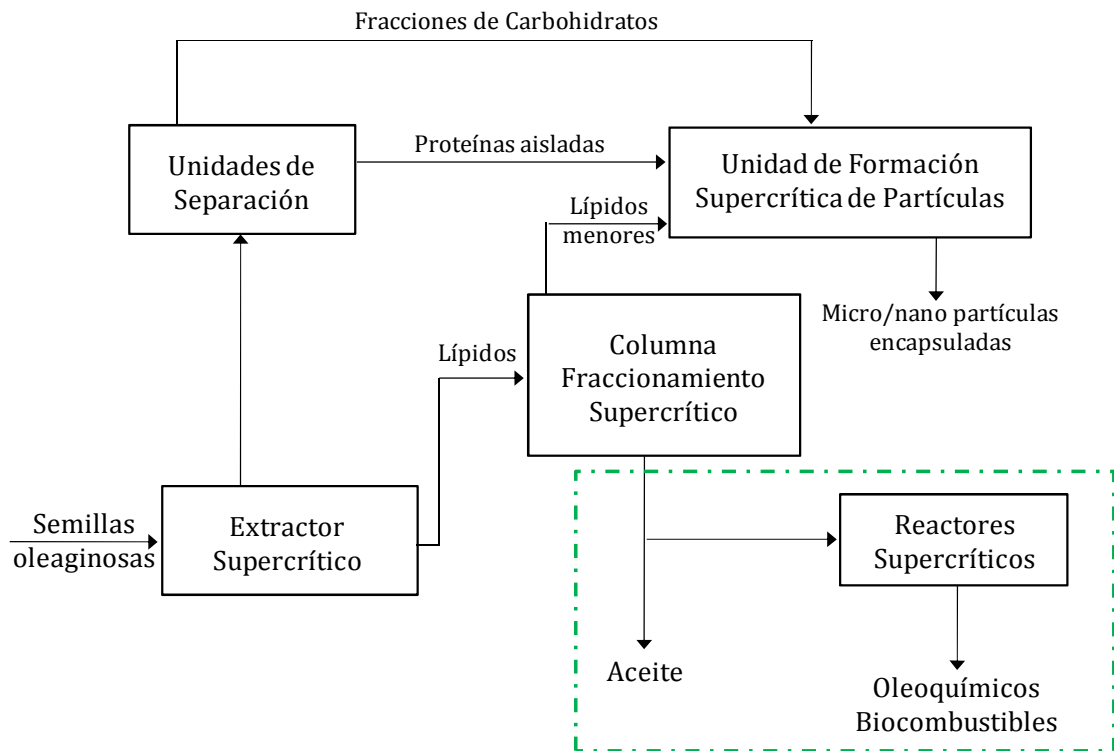 Fracciones de Carbohidratos
Unidades de
Separación
Proteínas aisladas
Unidad de Formación
Supercrítica de Partículas
Lípidos
menores
Micro/nano partículas
encapsuladas
Lípidos
Columna
Fraccionamiento
Supercrítico
Semillas
oleaginosas
Extractor
Supercrítico
Reactores
Supercríticos
Aceite
Oleoquímicos
Biocombustibles